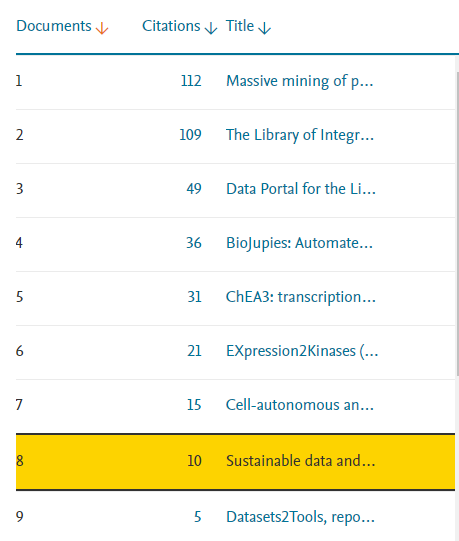 Documents Citations Title
1 112 Massive mining of p...
2 109 The Library of Integr...
3 49 Data Portal for the Li...
4 36 BioJupies: Automate...
5 31 ChEA3: transcription...
6 21 EXpression2Kinases (...
7 15 Cell-autonomous an...
8 10 Sustainable data and...
9 5 Datasets2Tools, repo...